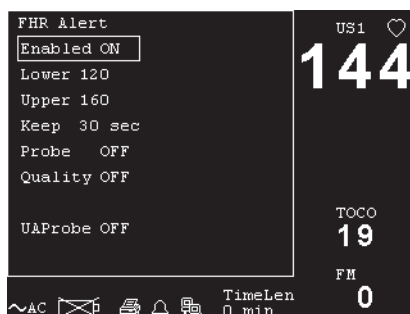 FHR Alert
Enabled ON
Lower 120
Upper 160
Keep 30 sec
Probe OFF
Quality OFF
UAProbe OFF
US1
144
TOCO
19
FM
0
AC
TimeLen
0 min